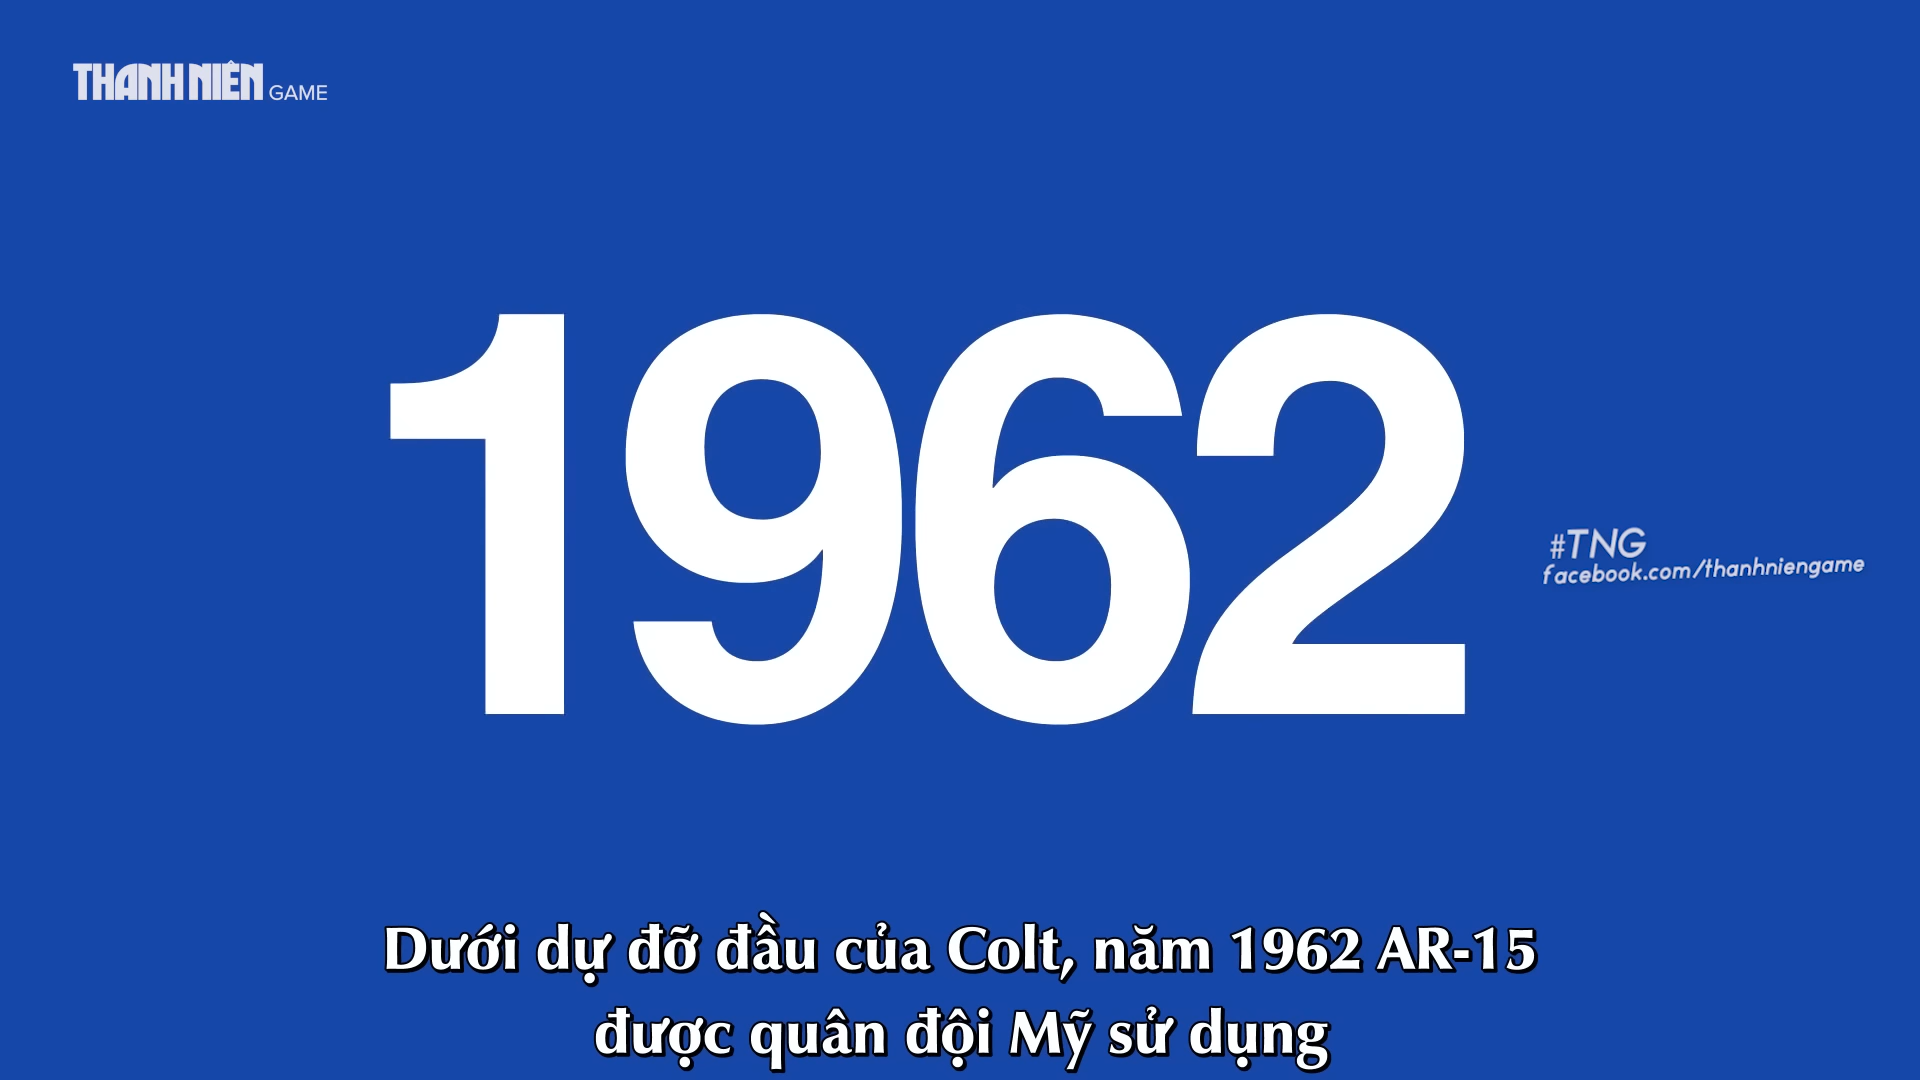 THANH NIÊN GAME
1962
#TNG
facebook.com/thanhniengame
Dưới dự đỡ đầu của Colt, năm 1962 AR-15
được quân đội Mỹ sử dụng